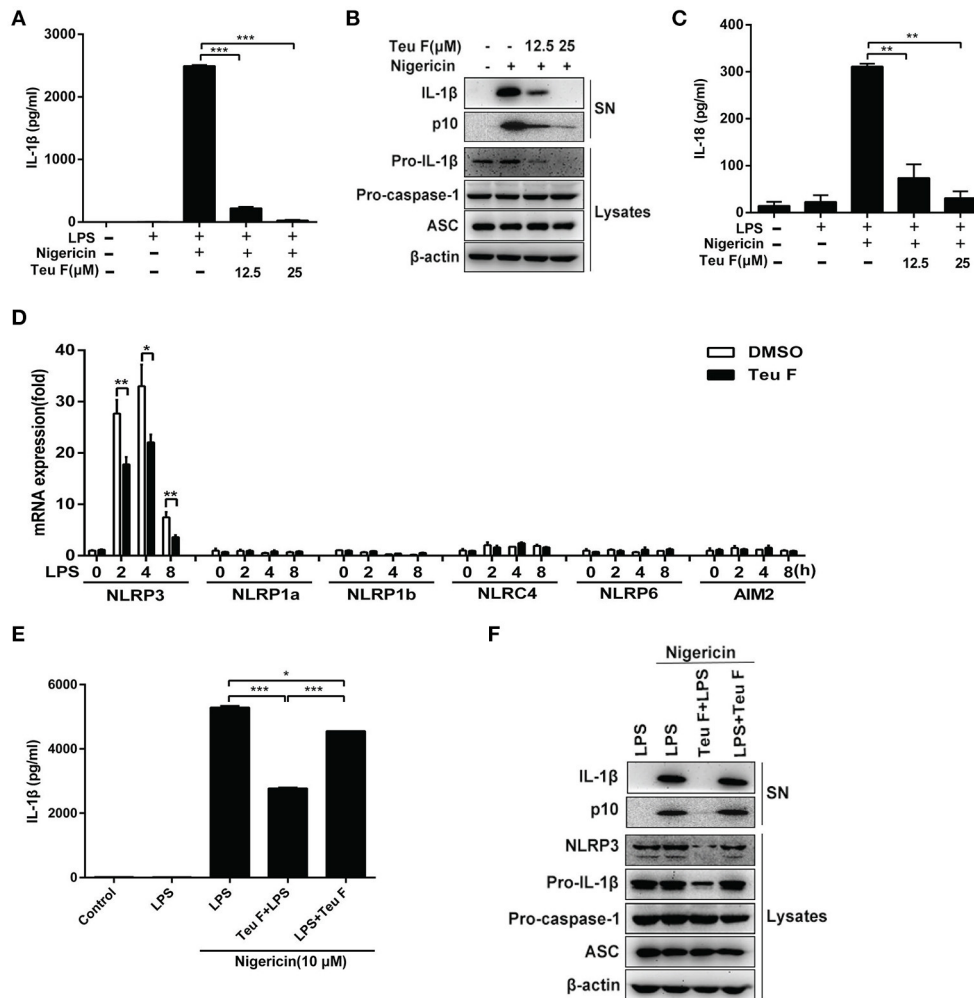 A
IL-1β (pg/ml)
3000
2000
1000
0
*** ***
LPS – + + + +
Nigericin – – + + +
Teu F(μM) – – – 12.5 25
B
Teu F(μM) - - 12.5 25
Nigericin - + + +
IL-1β
p10
SN
Pro-IL-1β
Pro-caspase-1
ASC
β-actin
Lysates
C
IL-18 (pg/ml)
400
300
200
100
0
** **
LPS – + + + +
Nigericin – – + + +
Teu F(μM) – – – 12.5 25
D
mRNA expression(fold)
40
30
20
10
0
** * **
DMSO
Teu F
LPS 0 2 4 8 0 2 4 8 0 2 4 8 0 2 4 8 0 2 4 8 0 2 4 8(h)
NLRP3 NLRP1a NLRP1b NLRC4 NLRP6 AIM2
E
IL-1β (pg/ml)
6000
4000
2000
0
*
*** ***
Control LPS LPS Teu F+LPS LPS+Teu F
Nigericin(10 μM)
F
Nigericin
LPS LPS Teu F+LPS LPS+Teu F
IL-1β
p10
SN
NLRP3
Pro-IL-1β
Pro-caspase-1
ASC
β-actin
Lysates